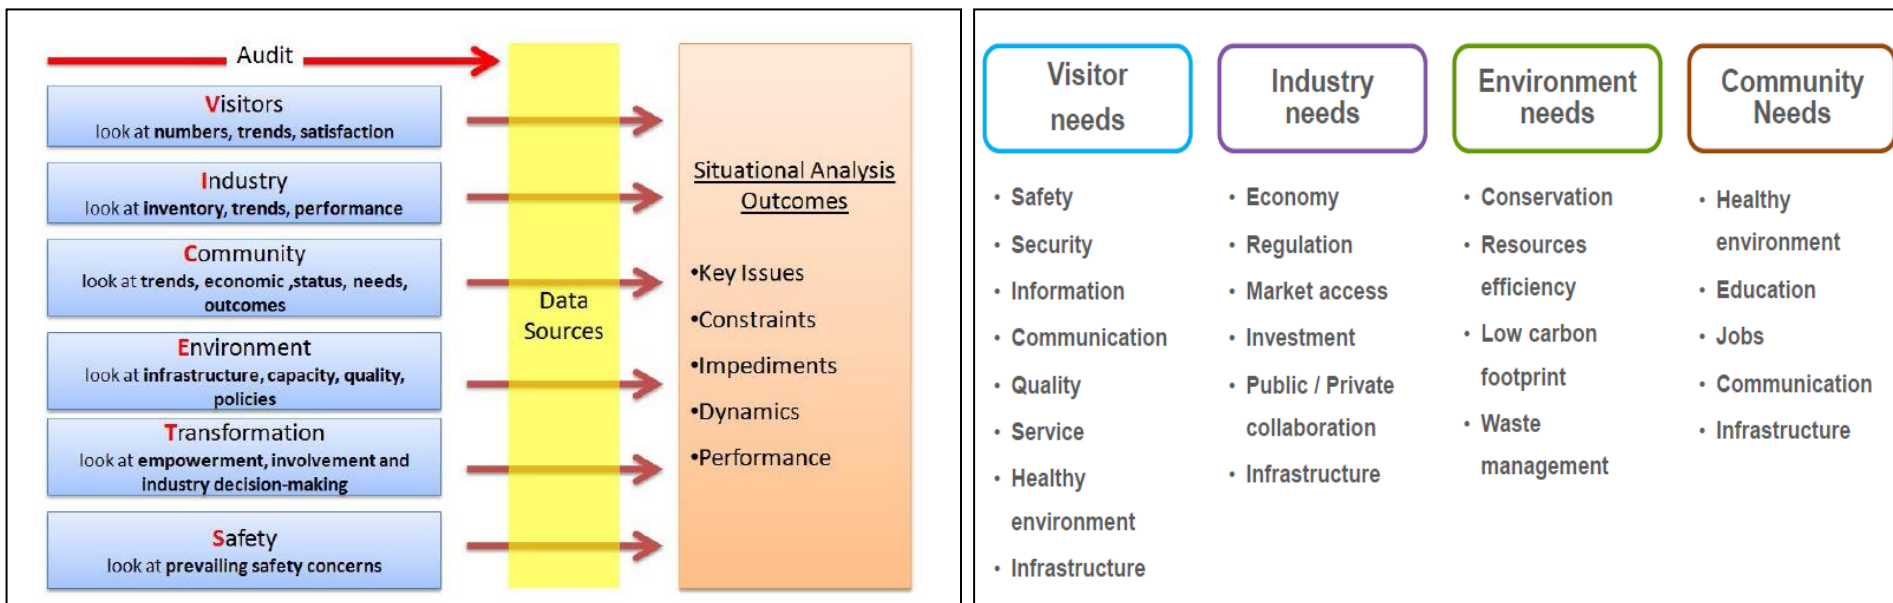 Audit
Visitors
look at numbers, trends, satisfaction
Industry
look at inventory, trends, performance
Community
look at trends, economic ,status, needs,
outcomes
Environment
look at infrastructure, capacity, quality,
policies
Transformation
look at empowerment, involvement and
industry decision-making
Safety
look at prevailing safety concerns
Data
Sources
Situational Analysis
Outcomes
•Key Issues
•Constraints
•Impediments
•Dynamics
•Performance
Visitor
needs
• Safety
• Security
• Information
• Communication
• Quality
• Service
• Healthy
environment
• Infrastructure
Industry
needs
• Economy
• Regulation
• Market access
• Investment
• Public / Private
collaboration
• Infrastructure
Environment
needs
• Conservation
• Resources
efficiency
• Low carbon
footprint
• Waste
management
Community
Needs
• Healthy
environment
• Education
• Jobs
• Communication
• Infrastructure